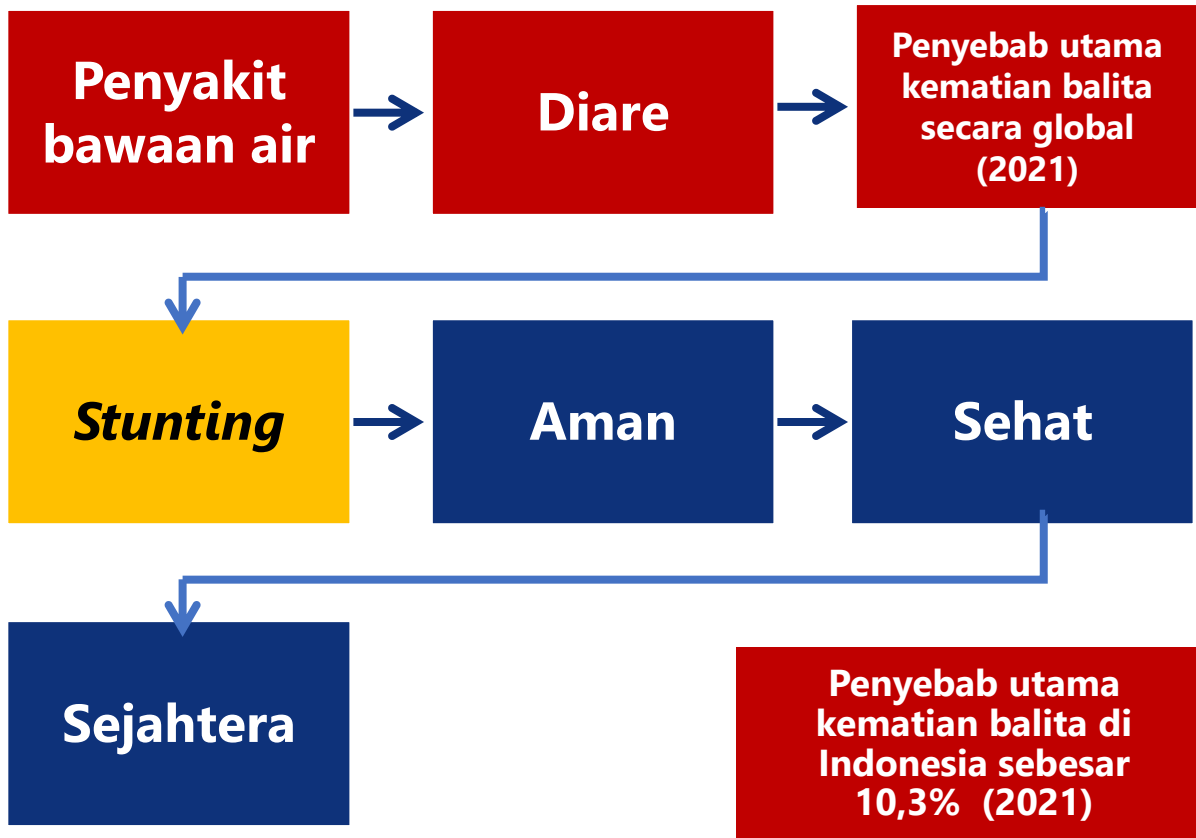 Penyakit
bawaan air
Diare
Penyebab utama
kematian balita
secara global
(2021)
Stunting
Aman
Sehat
Sejahtera
Penyebab utama
kematian balita di
Indonesia sebesar
10,3% (2021)